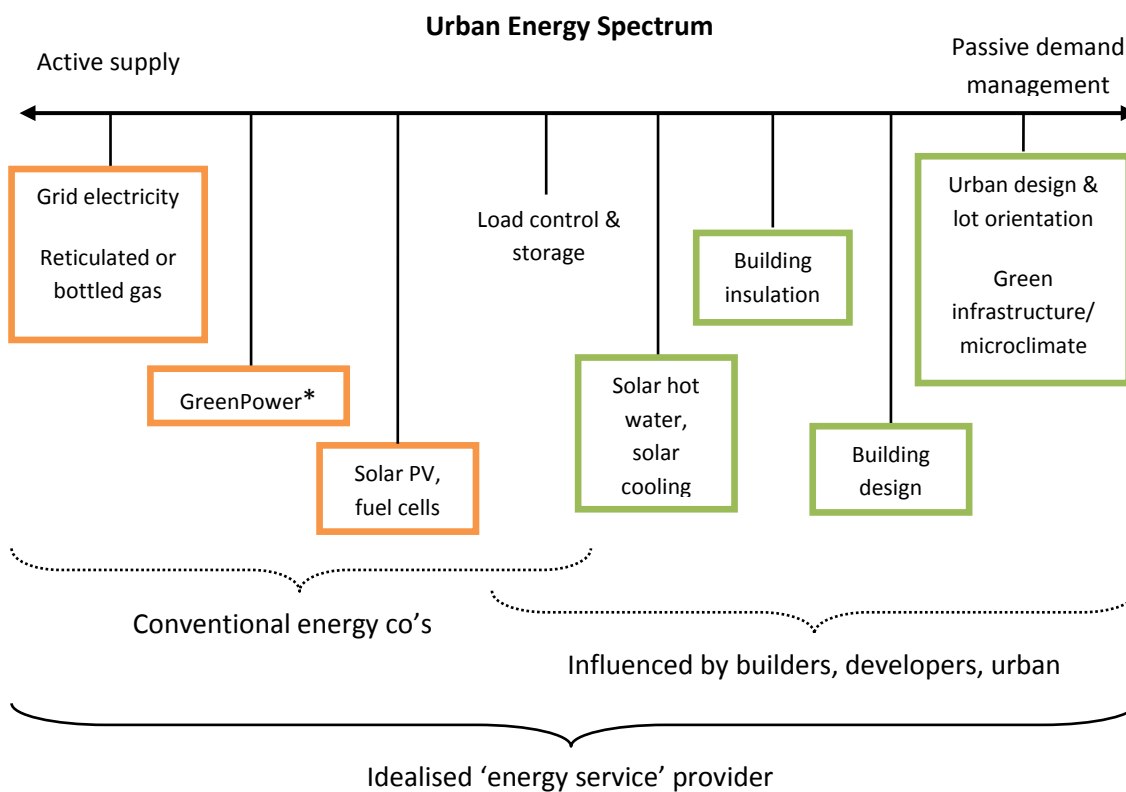 Urban Energy Spectrum
Active supply
Passive demand
management
Grid electricity
Reticulated or
bottled gas
GreenPower*
Solar PV,
fuel cells
Load control &
storage
Solar hot
water,
solar
cooling
Building
insulation
Building
design
Urban design &
lot orientation
Green
infrastructure/
microclimate
Conventional energy co’s
Influenced by builders, developers, urban
Idealised ‘energy service’ provider